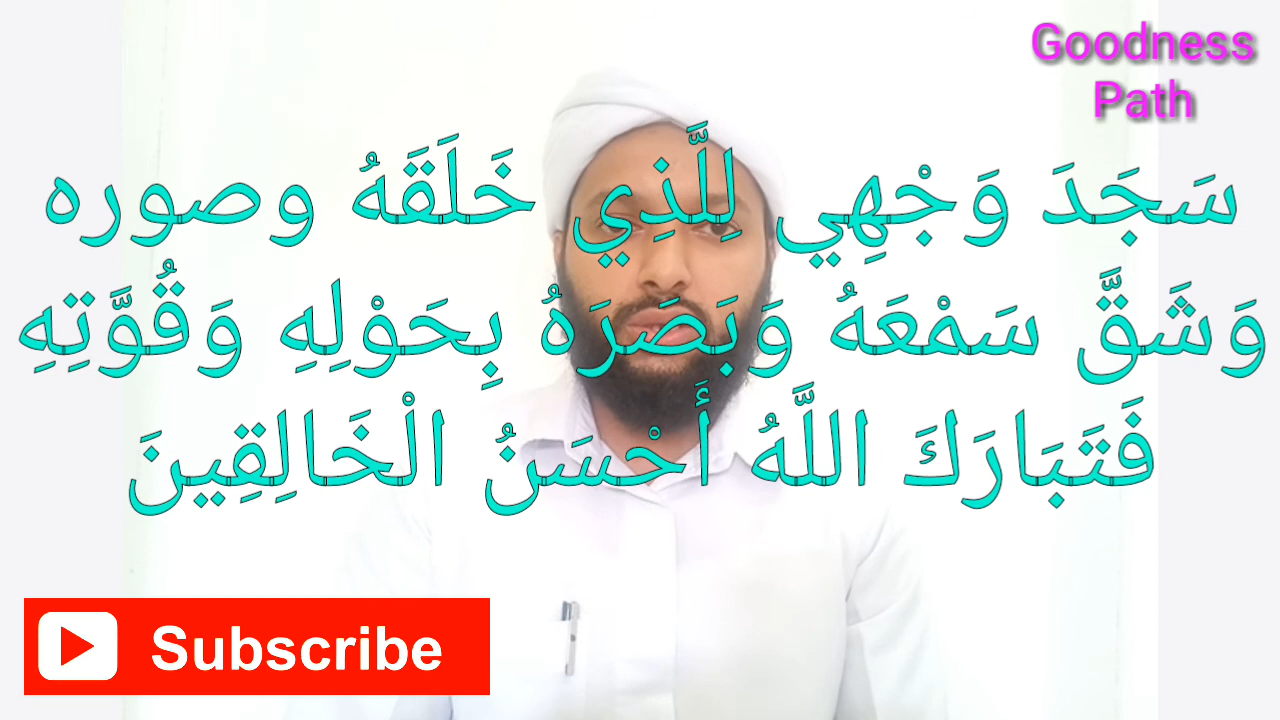 Goodness
Path
سَجَدَ وَجْهِي لِلَّذِي خَلَقَهُ وصوره
وَشَقَّ سَمْعَهُ وَبَصَرَهُ بِحَوْلِهِ وَقُوَّتِهِ
فَتَبَارَكَ اللَّهُ أَحْسَنُ الْخَالِقِينَ
Subscribe